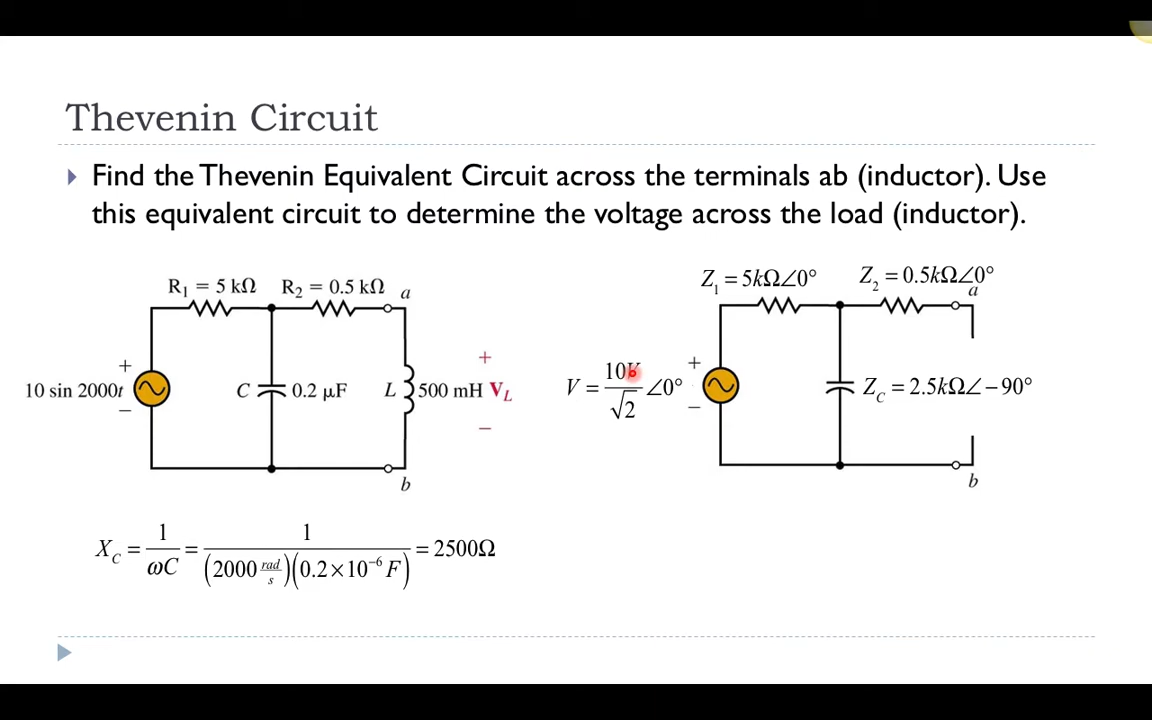 Thevenin Circuit
Find the Thevenin Equivalent Circuit across the terminals ab (inductor). Use
this equivalent circuit to determine the voltage across the load (inductor).
R₁ = 5 kΩ R₂ = 0.5 kΩ a
+
10 sin 2000t
−
C 0.2 μF
L 500 mH V_L
+
−
b
Z₁ = 5kΩ∠0° Z₂ = 0.5kΩ∠0°
a
V = 10V/√2 ∠0°
+
−
Z_C = 2.5kΩ∠−90°
b
X_C = 1/ωC = 1/(2000 rad/s)(0.2×10⁻⁶ F) = 2500Ω